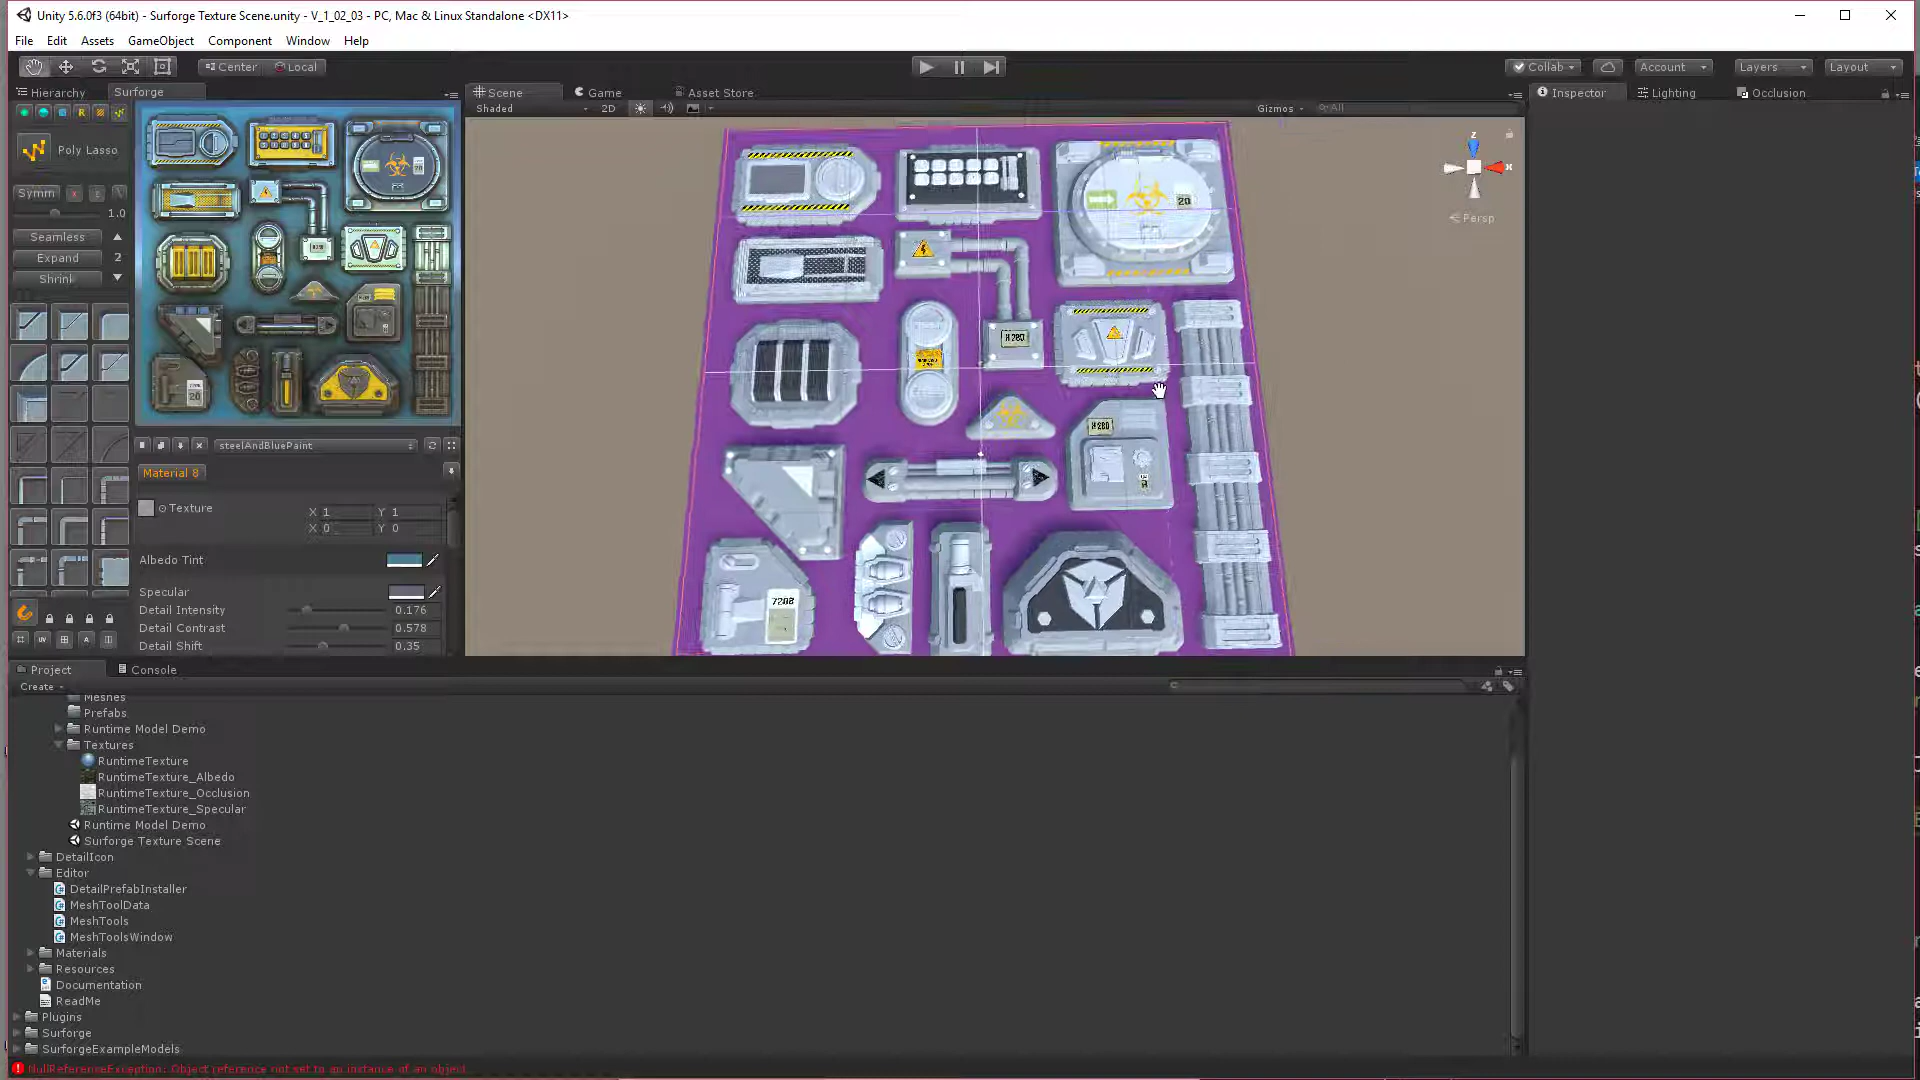 Unity 5.6.0f3 (64bit) - Surforge Texture Scene.unity - V_1_02_03 - PC, Mac & Linux Standalone <DX11>
File Edit Assets GameObject Component Window Help
Center Local
Collab Account Layers Layout
Hierarchy Surforge
Scene Game Asset Store
Inspector Lighting Occlusion
Shaded 2D Gizmos All
Poly Lasso
Symm x
1.0
Seamless
Expand 2
Shrink
steelAndBluePaint
Material 8
Texture
X 1 Y 1
X 0 Y 0
Albedo Tint
Specular
Detail Intensity 0.176
Detail Contrast 0.578
Detail Shift 0.35
UV A
z
x
Persp
20
H280
H280
7208
20
Project Console
Create
Meshes
Prefabs
Runtime Model Demo
Textures
RuntimeTexture
RuntimeTexture_Albedo
RuntimeTexture_Occlusion
RuntimeTexture_Specular
Runtime Model Demo
Surforge Texture Scene
DetailIcon
Editor
DetailPrefabInstaller
MeshToolData
MeshTools
MeshToolsWindow
Materials
Resources
Documentation
ReadMe
Plugins
Surforge
SurforgeExampleModels
NullReferenceException: Object reference not set to an instance of an object